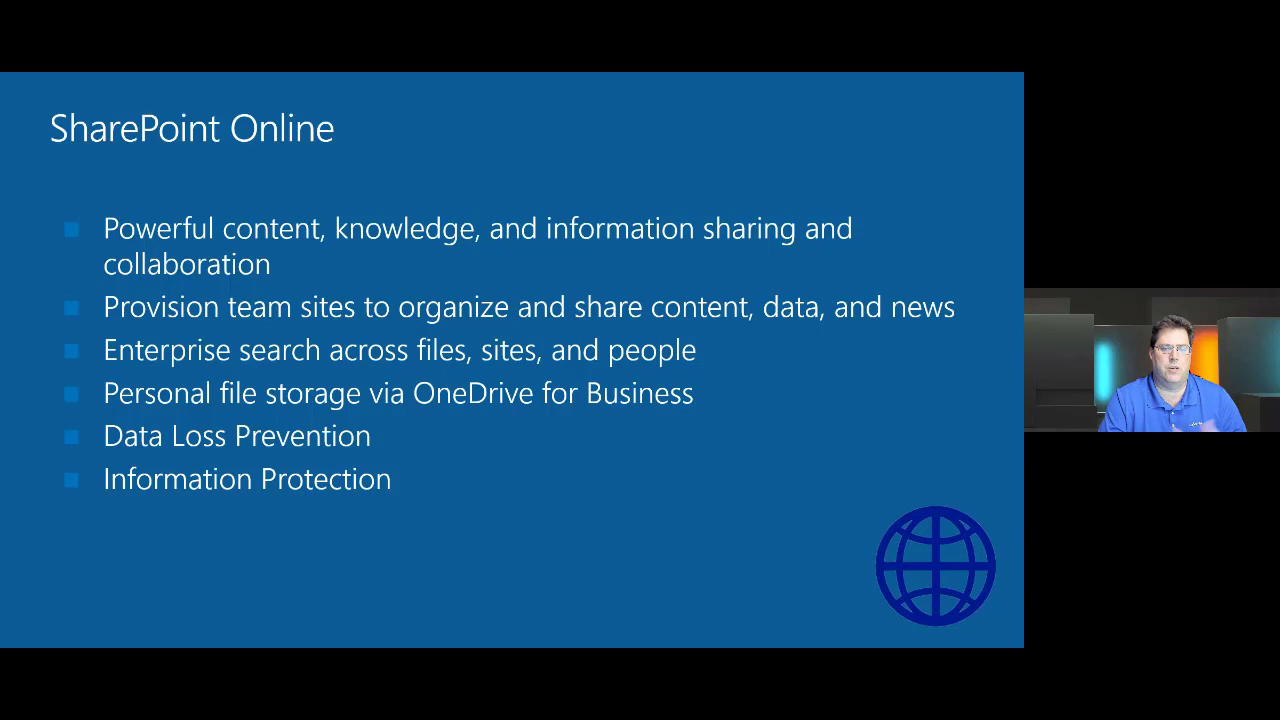 SharePoint Online
Powerful content, knowledge, and information sharing and
collaboration
Provision team sites to organize and share content, data, and news
Enterprise search across files, sites, and people
Personal file storage via OneDrive for Business
Data Loss Prevention
Information Protection